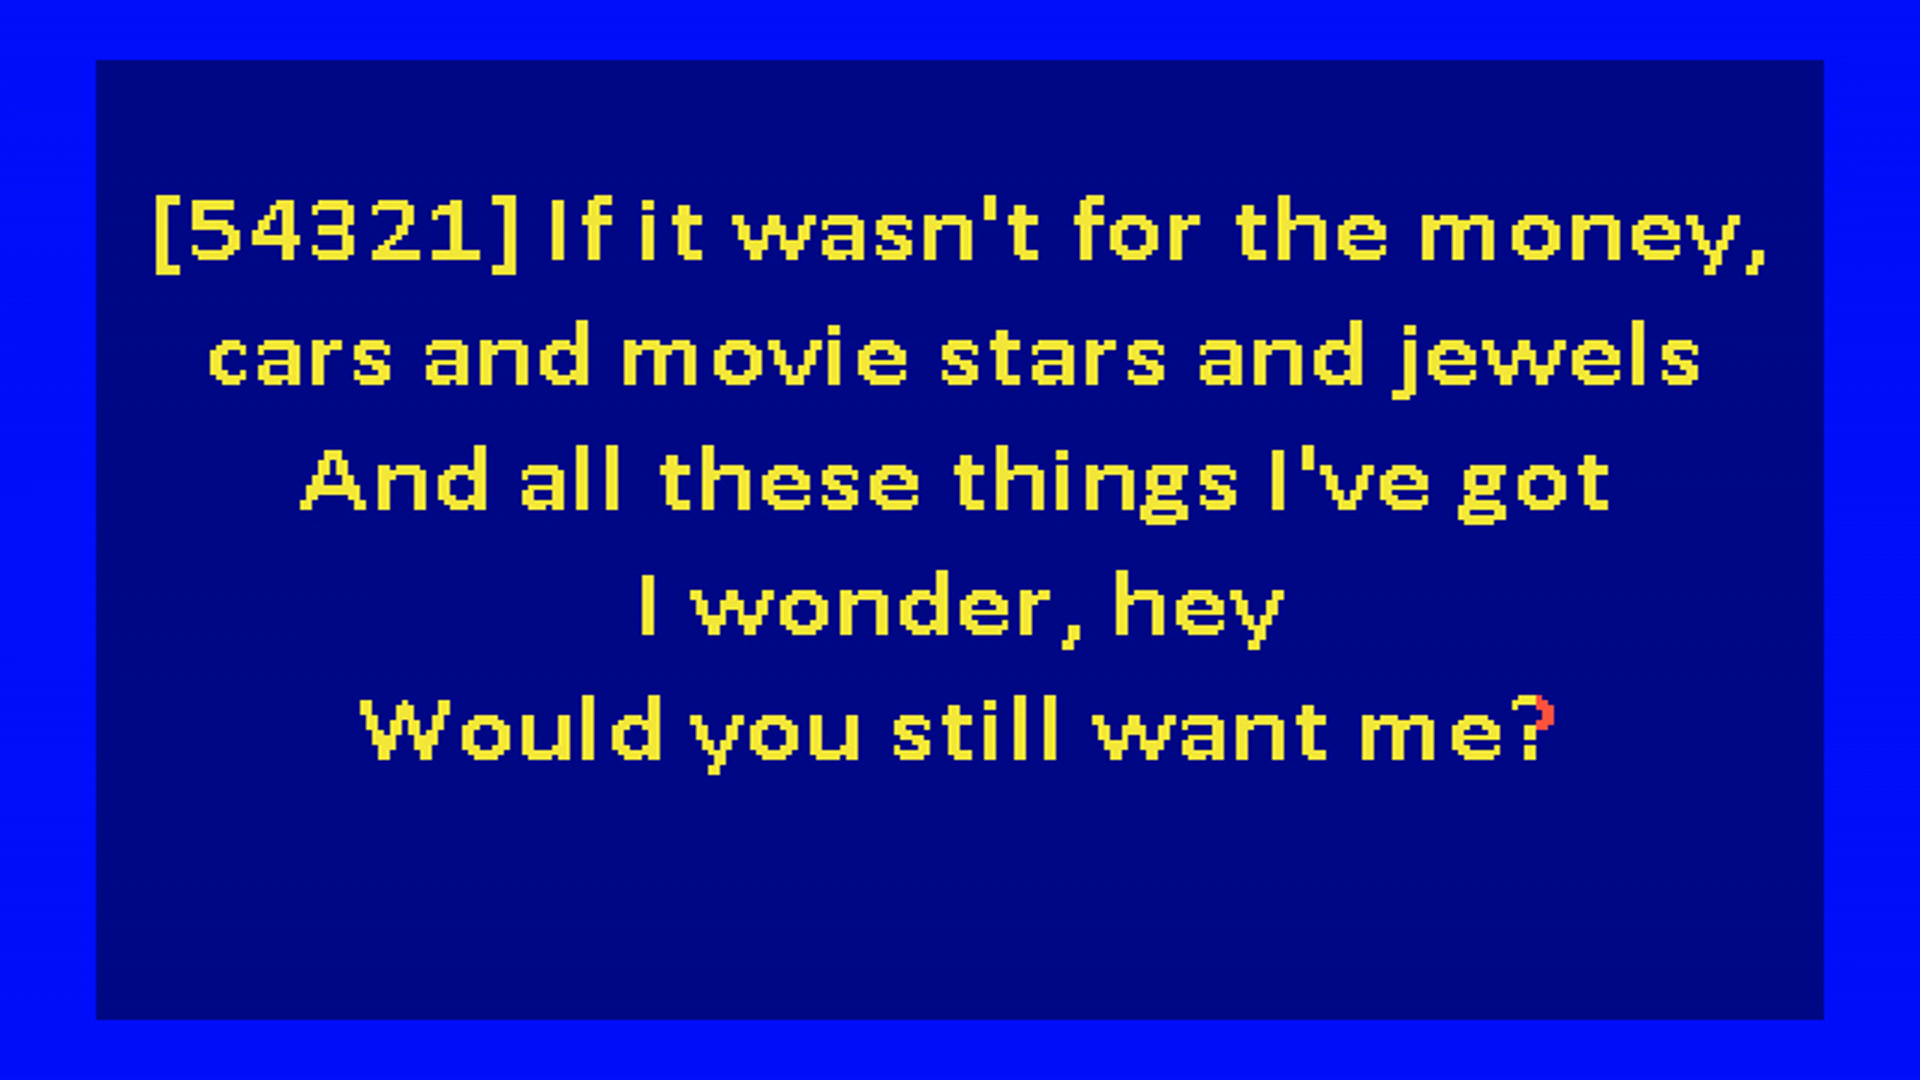 [54321] If it wasn't for the money,
cars and movie stars and jewels
And all these things I've got
I wonder, hey
Would you still want me?